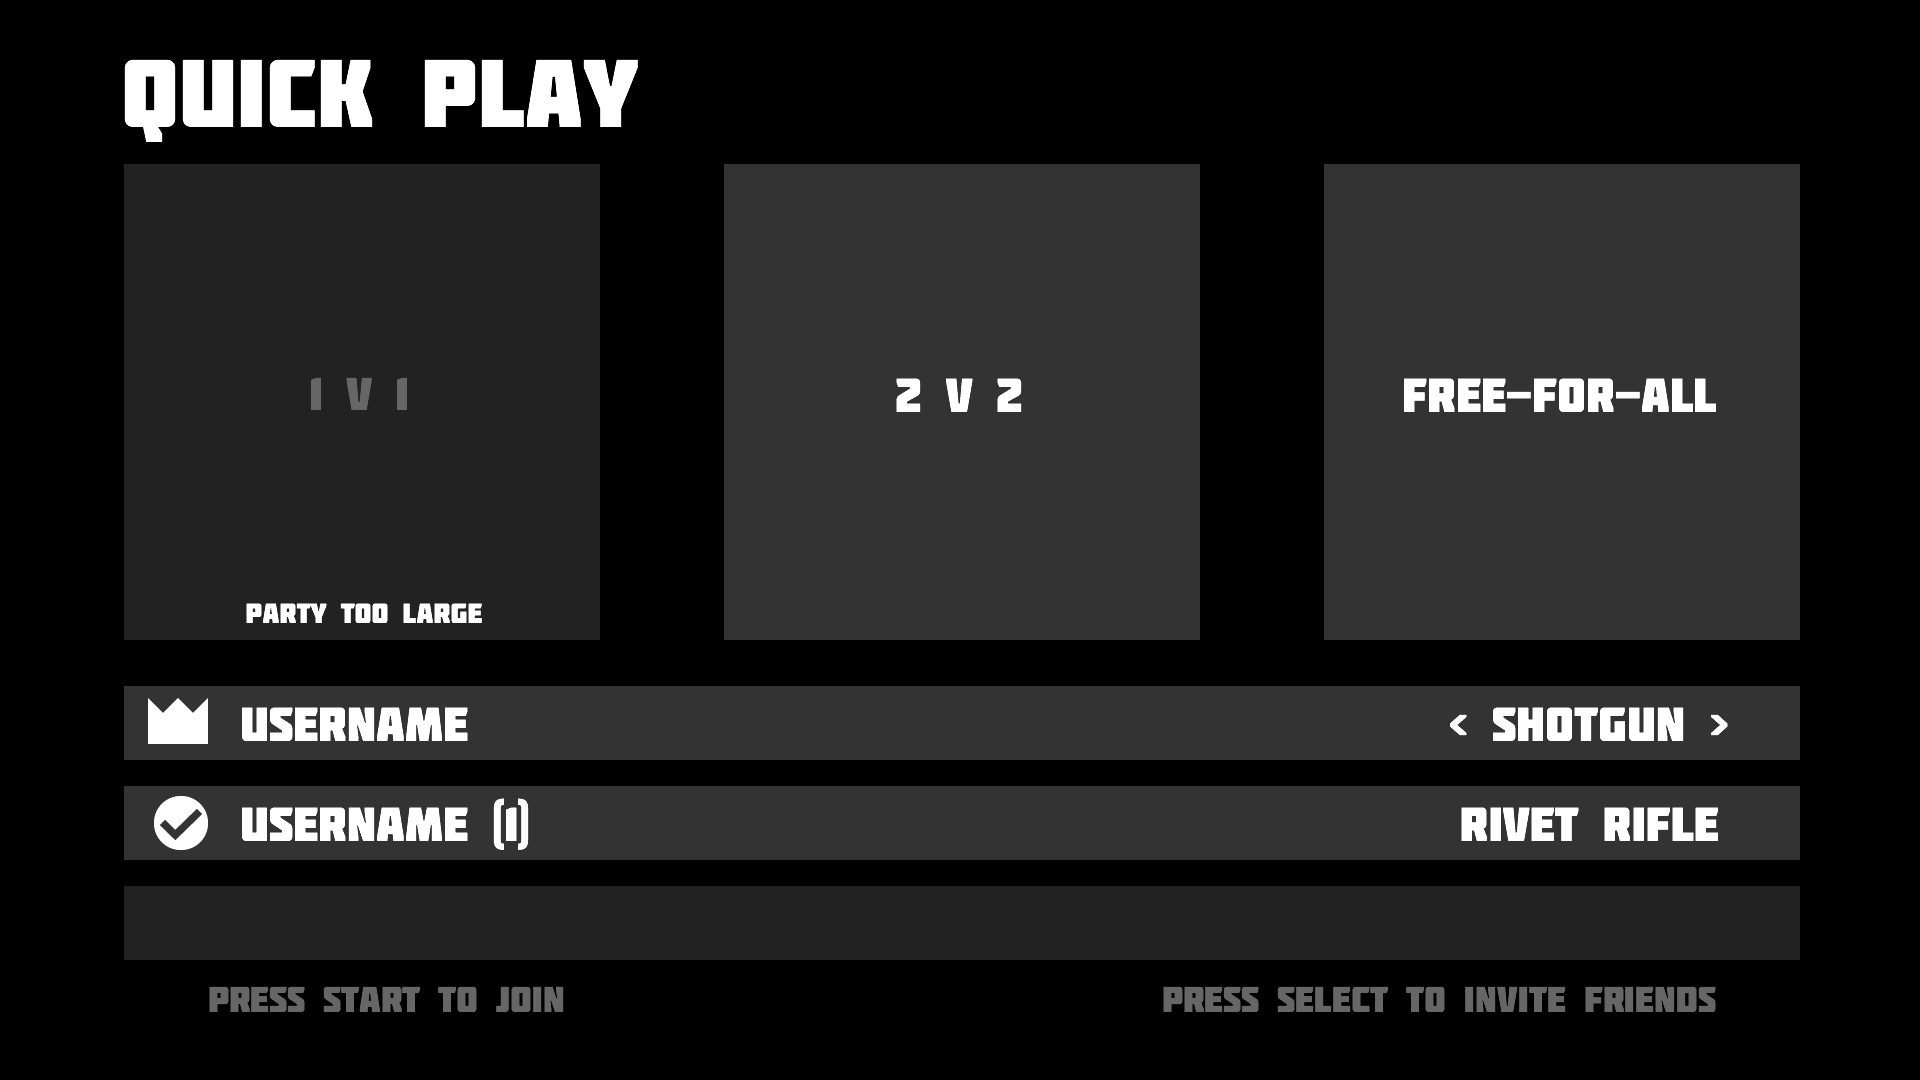 QUICK PLAY
1 V 1
2 V 2
FREE-FOR-ALL
PARTY TOO LARGE
USERNAME
< SHOTGUN >
USERNAME (1)
RIVET RIFLE
PRESS START TO JOIN
PRESS SELECT TO INVITE FRIENDS